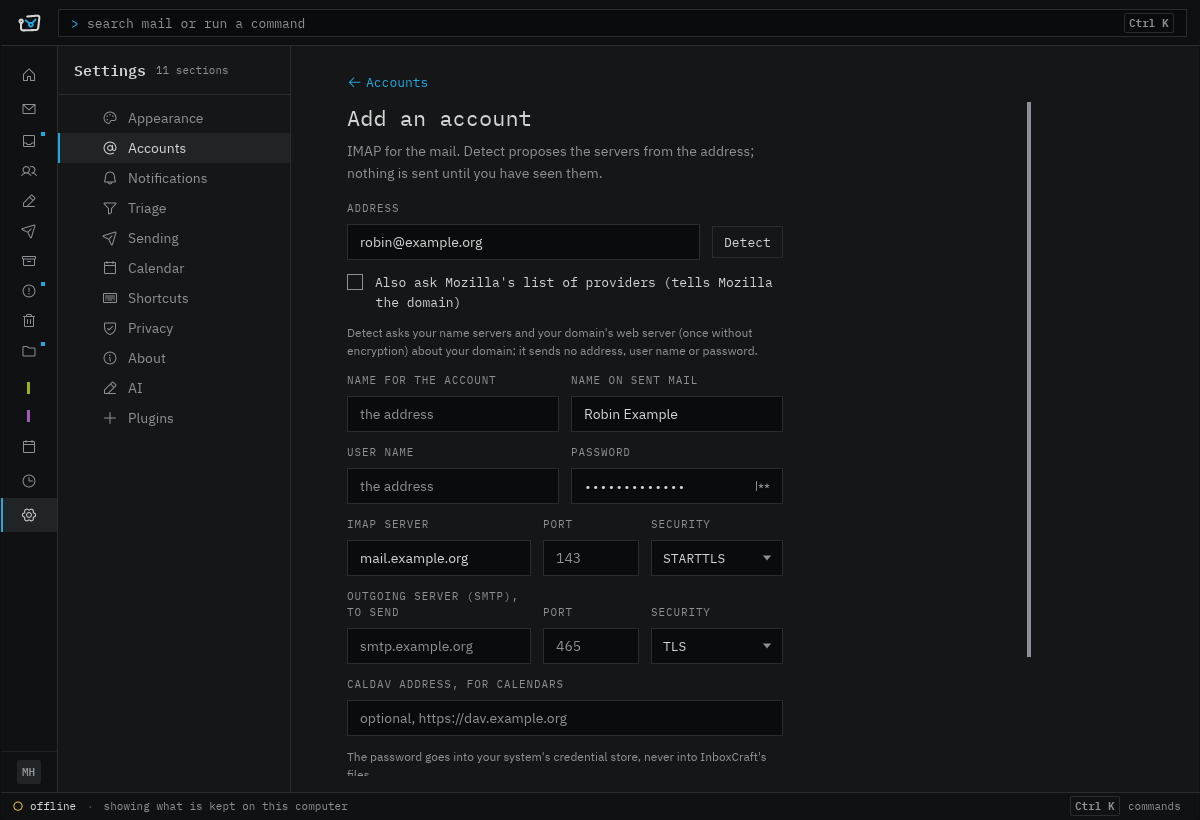 > search mail or run a command Ctrl K
Settings 11 sections
Appearance
Accounts
Notifications
Triage
Sending
Calendar
Shortcuts
Privacy
About
AI
Plugins
MH
← Accounts
Add an account
IMAP for the mail. Detect proposes the servers from the address;
nothing is sent until you have seen them.
ADDRESS
robin@example.org Detect
Also ask Mozilla's list of providers (tells Mozilla
the domain)
Detect asks your name servers and your domain's web server (once without
encryption) about your domain; it sends no address, user name or password.
NAME FOR THE ACCOUNT NAME ON SENT MAIL
the address Robin Example
USER NAME PASSWORD
the address •••••••••••••
IMAP SERVER PORT SECURITY
mail.example.org 143 STARTTLS
OUTGOING SERVER (SMTP),
TO SEND PORT SECURITY
smtp.example.org 465 TLS
CALDAV ADDRESS, FOR CALENDARS
optional, https://dav.example.org
The password goes into your system's credential store, never into InboxCraft's
files.
offline · showing what is kept on this computer Ctrl K commands